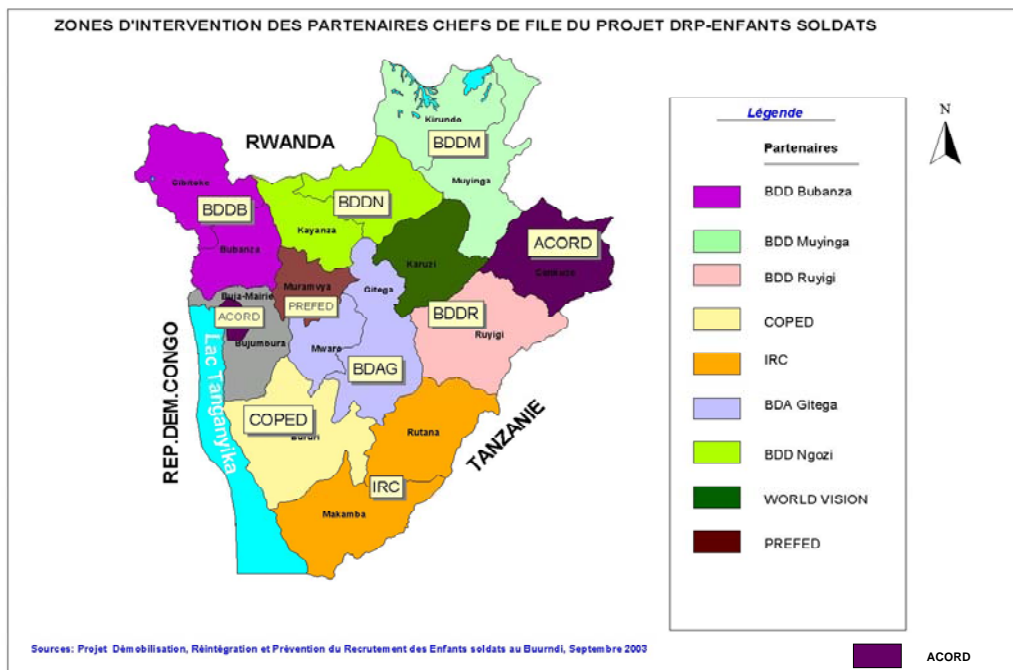 ZONES D'INTERVENTION DES PARTENAIRES CHEFS DE FILE DU PROJET DRP-ENFANTS SOLDATS
RWANDA
REP.DEM.CONGO
TANZANIE
Lac Tanganyika
Kirundo
BDDM
Muyinga
Cibitoke
BDDB
Bubanza
BDDN
Kayanza
ACORD
Cankuzo
Karuzi
Muramvya
PREFED
Gitega
Buja-Mairie
ACORD
Bujumbura
BDDR
Ruyigi
Mwaro
BDAG
COPED
Bururi
Rutana
IRC
Makamba
N
Légende
Partenaires
BDD Bubanza
BDD Muyinga
BDD Ruyigi
COPED
IRC
BDA Gitega
BDD Ngozi
WORLD VISION
PREFED
Sources: Projet Démobilisation, Réintégration et Prévention du Recrutement des Enfants soldats au Buurndi, Septembre 2003
ACORD